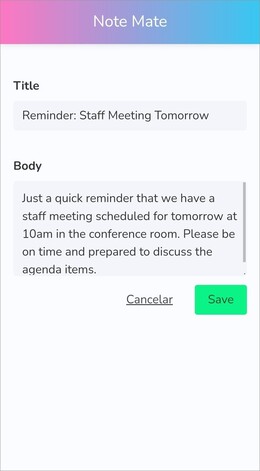 Note Mate
Title
Reminder: Staff Meeting Tomorrow
Body
Just a quick reminder that we have a
staff meeting scheduled for tomorrow at
10am in the conference room. Please be
on time and prepared to discuss the
agenda items.
Cancelar
Save